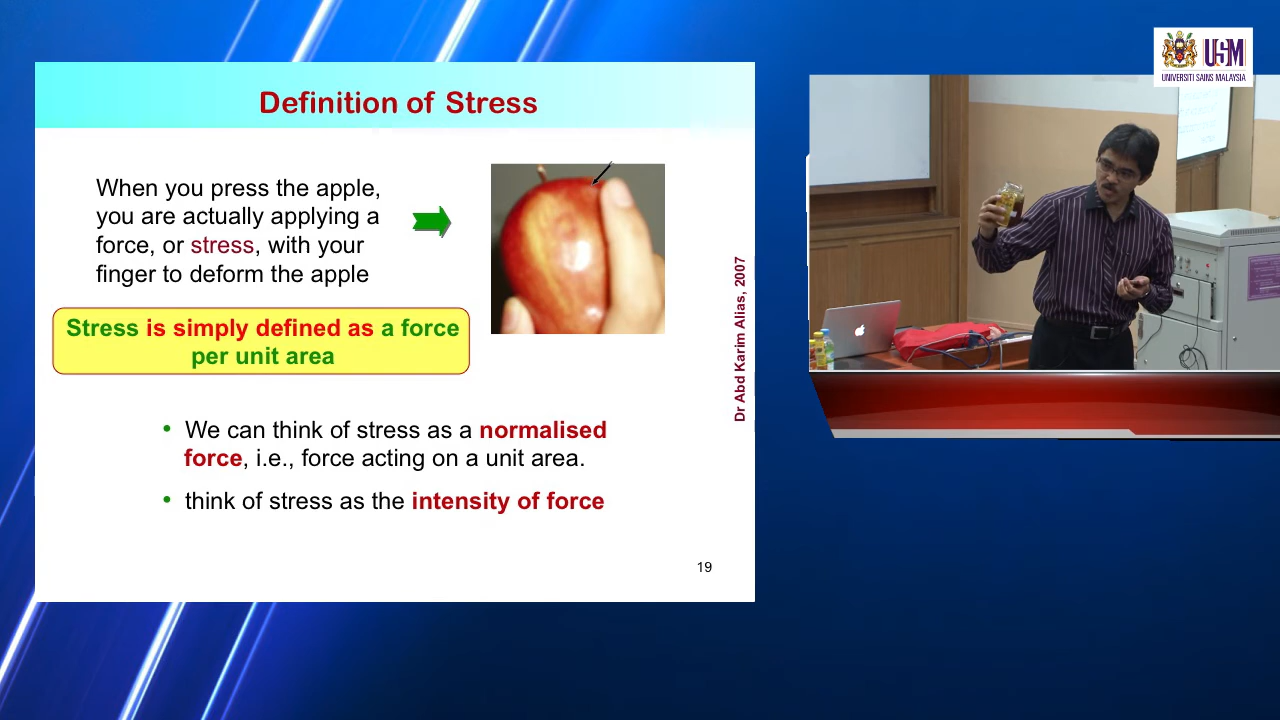 Definition of Stress
When you press the apple,
you are actually applying a
force, or stress, with your
finger to deform the apple
Stress is simply defined as a force
per unit area
• We can think of stress as a normalised
force, i.e., force acting on a unit area.
• think of stress as the intensity of force
19
Dr Abd Karim Alias, 2007
USM
UNIVERSITI SAINS MALAYSIA